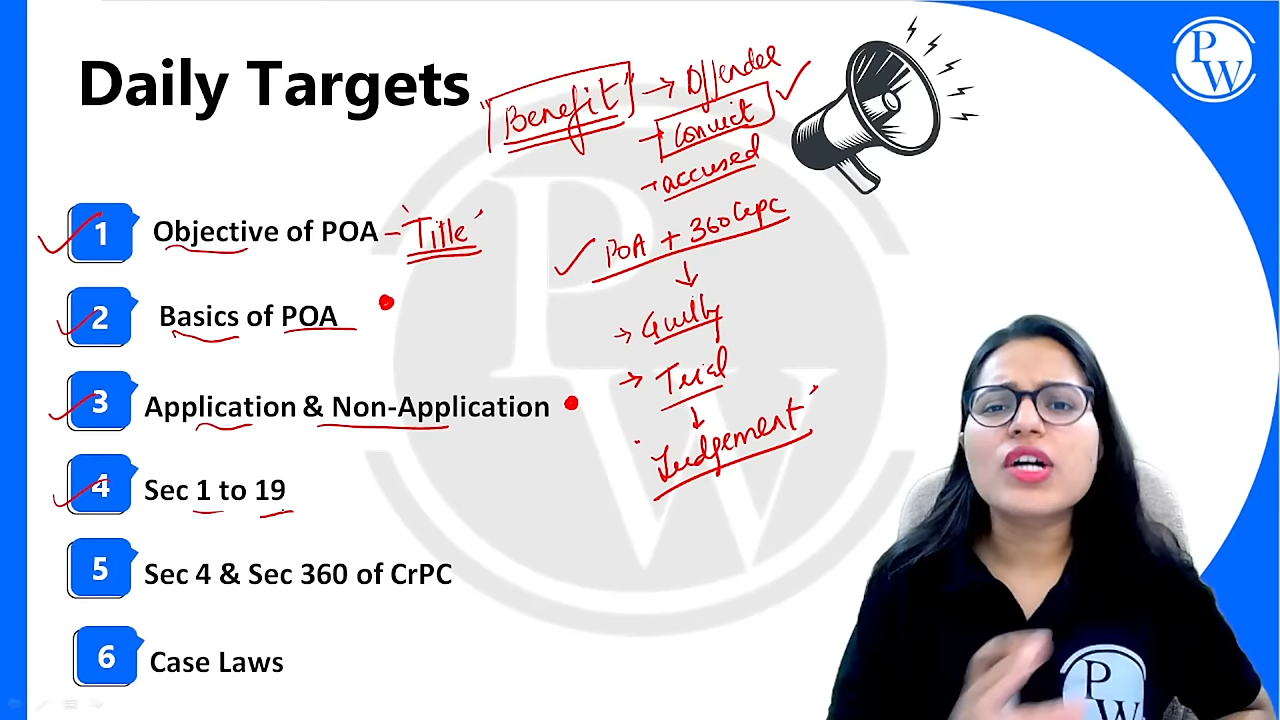 Daily Targets
"Benefit" → Offender
→ Convict
→ accused
1 Objective of POA - "Title"
POA + 360 CrPC
2 Basics of POA
→ Guilty
→ Trial
3 Application & Non-Application
"Judgement"
4 Sec 1 to 19
5 Sec 4 & Sec 360 of CrPC
6 Case Laws
PW
PW
PW